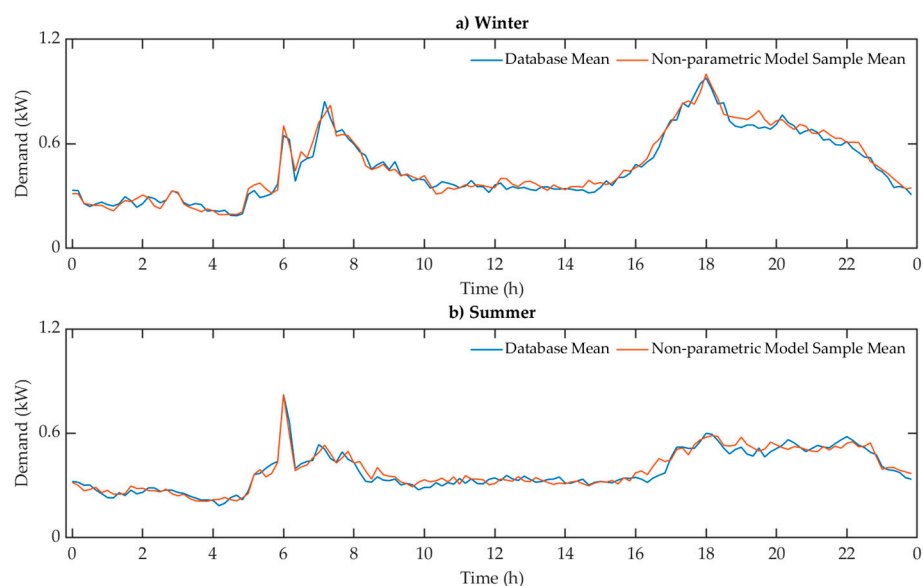 a) Winter
1.2
Database Mean Non-parametric Model Sample Mean
Demand (kW)
0.6
0
0 2 4 6 8 10 12 14 16 18 20 22 0
Time (h)
b) Summer
1.2
Database Mean Non-parametric Model Sample Mean
Demand (kW)
0.6
0
0 2 4 6 8 10 12 14 16 18 20 22 0
Time (h)